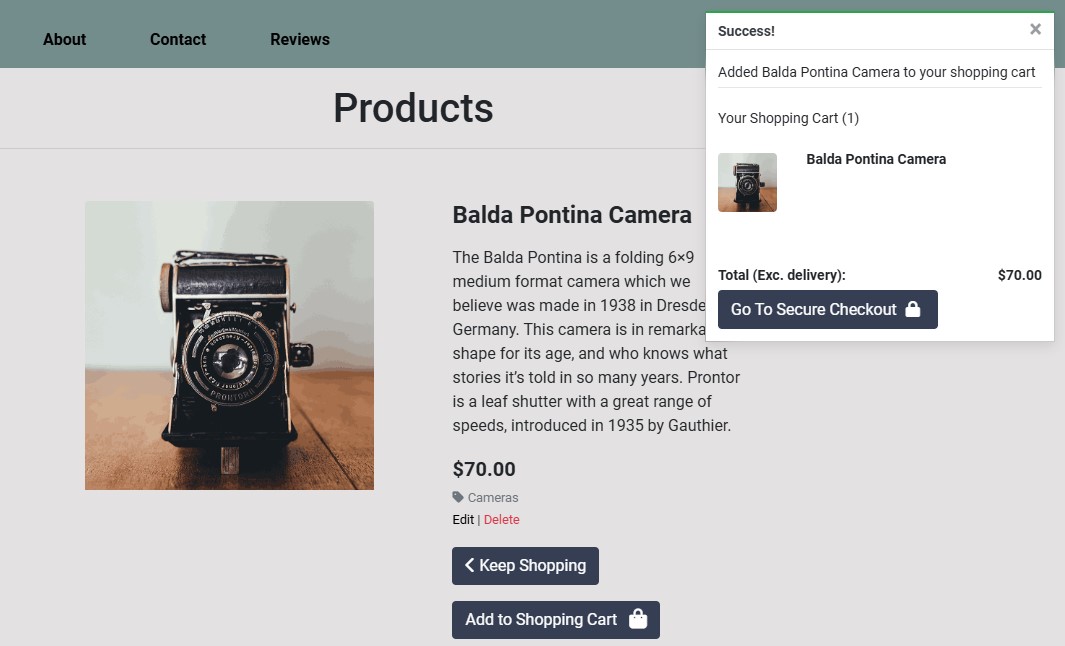 About Contact Reviews
Success! ×
Added Balda Pontina Camera to your shopping cart
Your Shopping Cart (1)
Balda Pontina Camera
Total (Exc. delivery): $70.00
Go To Secure Checkout
Products
Balda Pontina Camera
The Balda Pontina is a folding 6×9
medium format camera which we
believe was made in 1938 in Dresde
Germany. This camera is in remarka
shape for its age, and who knows what
stories it’s told in so many years. Prontor
is a leaf shutter with a great range of
speeds, introduced in 1935 by Gauthier.
$70.00
Cameras
Edit | Delete
Keep Shopping
Add to Shopping Cart